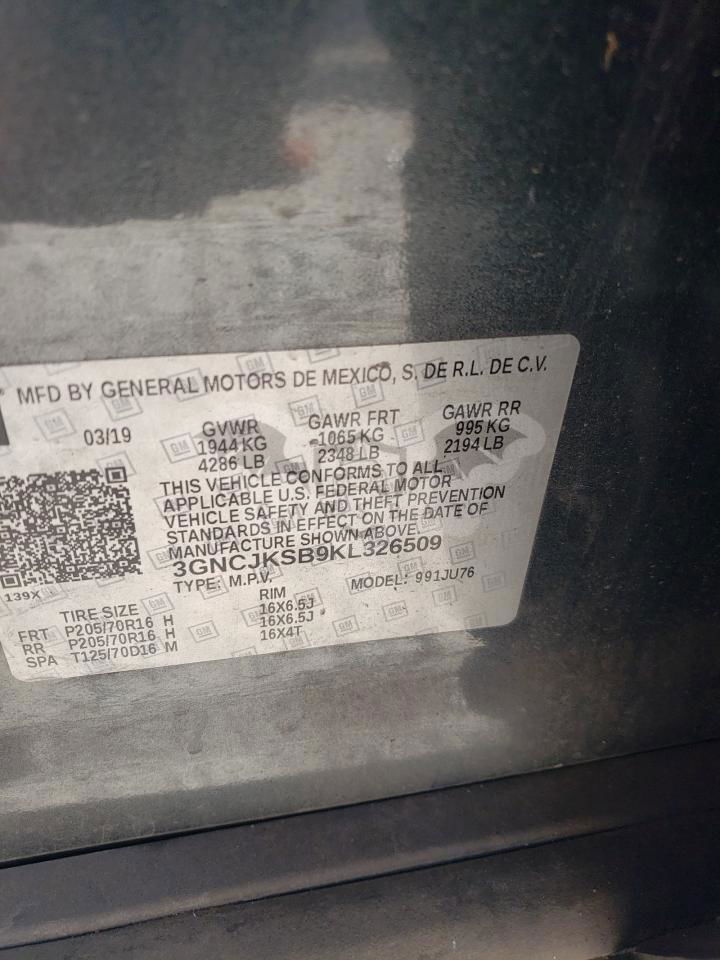 MFD BY GENERAL MOTORS DE MEXICO, S. DE R.L. DE C.V.
03/19 GVWR GAWR FRT GAWR RR
1944 KG 1065 KG 995 KG
4286 LB 2348 LB 2194 LB
THIS VEHICLE CONFORMS TO ALL
APPLICABLE U.S. FEDERAL MOTOR
VEHICLE SAFETY AND THEFT PREVENTION
STANDARDS IN EFFECT ON THE DATE OF
MANUFACTURE SHOWN ABOVE.
3GNCJKSB9KL326509
TYPE: M.P.V. MODEL: 991JU76
139X
TIRE SIZE RIM
FRT P205/70R16 H 16X6.5J
RR P205/70R16 H 16X6.5J
SPA T125/70D16 M 16X4T